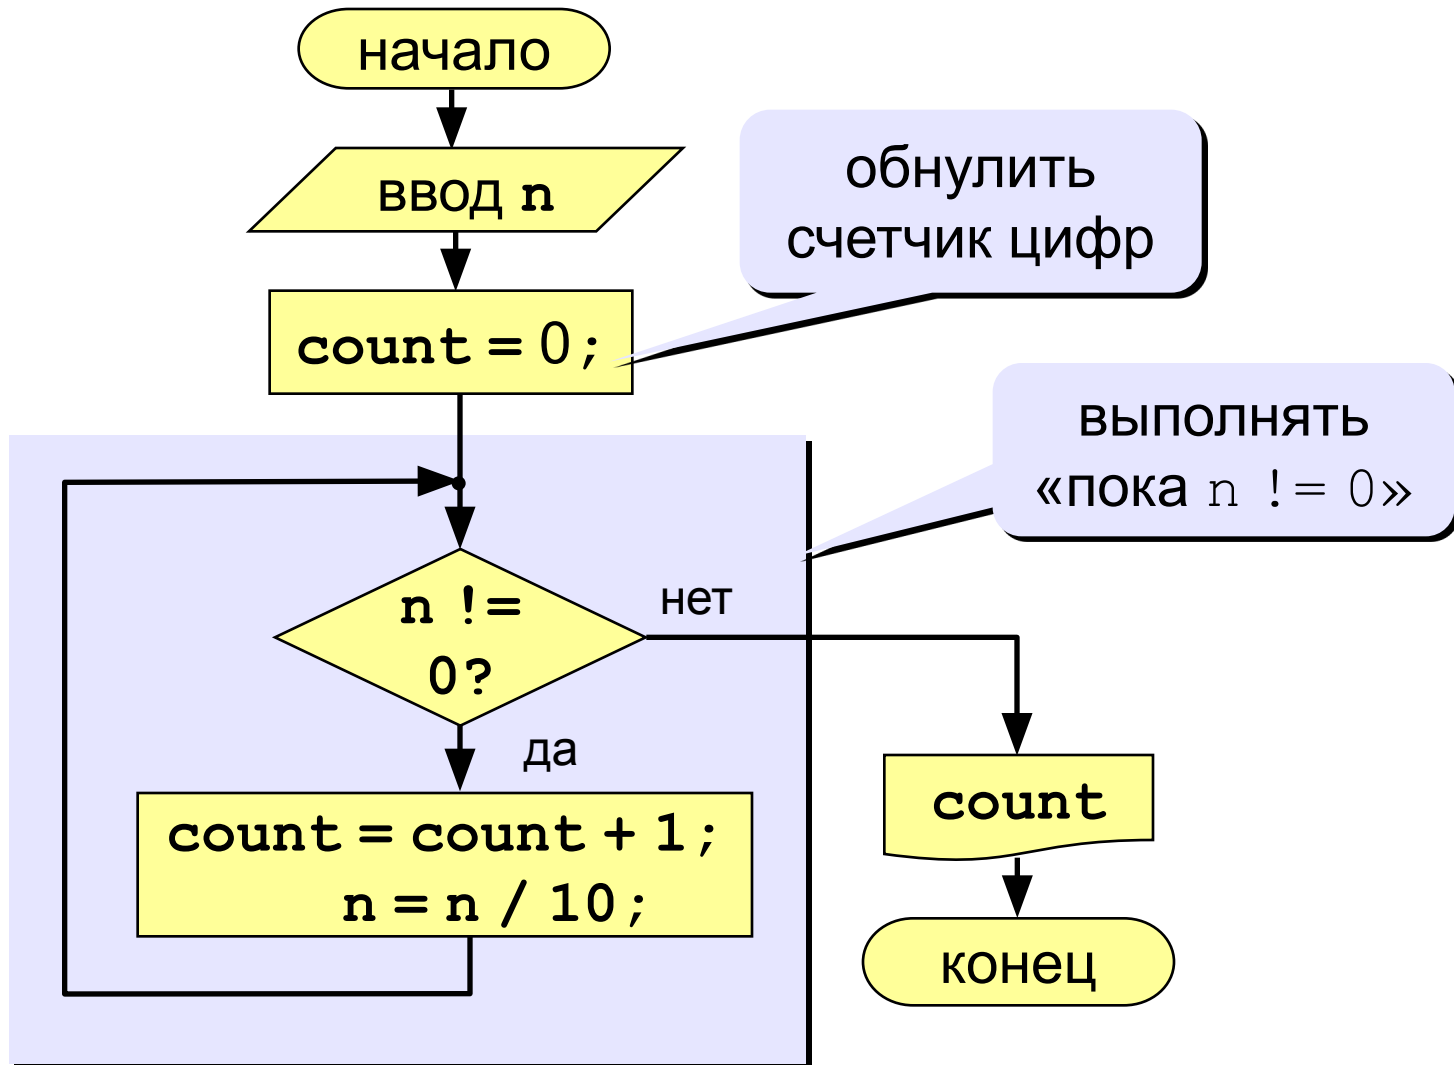 начало
ввод n
обнулить
счетчик цифр
count = 0;
выполнять
«пока n != 0»
n !=
0?
нет
да
count = count + 1;
n = n / 10;
count
конец